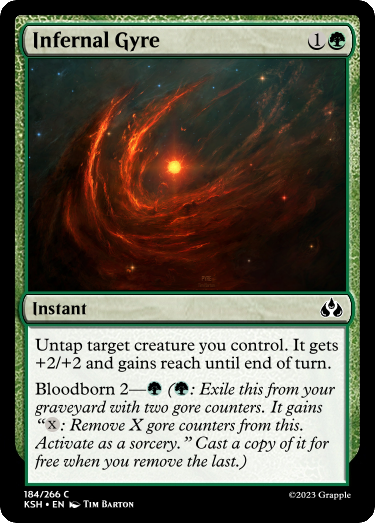 Infernal Gyre 1
Instant
Untap target creature you control. It gets
+2/+2 and gains reach until end of turn.
Bloodborn 2— (: Exile this from your
graveyard with two gore counters. It gains
“X: Remove X gore counters from this.
Activate as a sorcery.” Cast a copy of it for
free when you remove the last.)
184/266 C
KSH • EN Tim Barton
©2023 Grapple